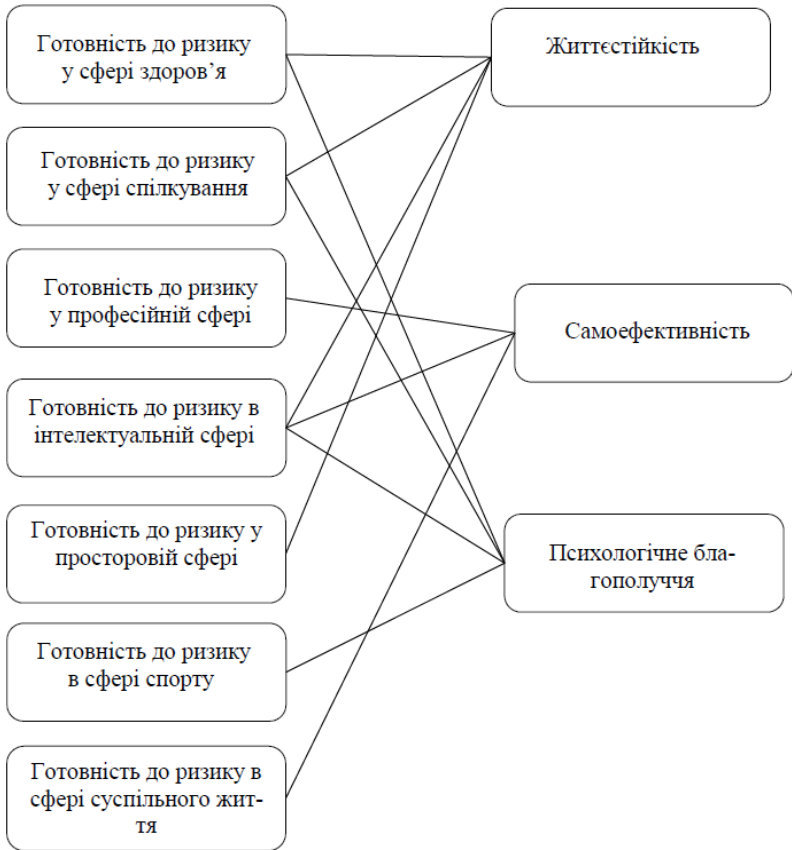 Готовність до ризику
у сфері здоров’я
Готовність до ризику
у сфері спілкування
Готовність до ризику
у професійній сфері
Готовність до ризику в
інтелектуальній сфері
Готовність до ризику у
просторовій сфері
Готовність до ризику
в сфері спорту
Готовність до ризику в
сфері суспільного жит-
тя
Життєстійкість
Самоефективність
Психологічне бла-
гополуччя